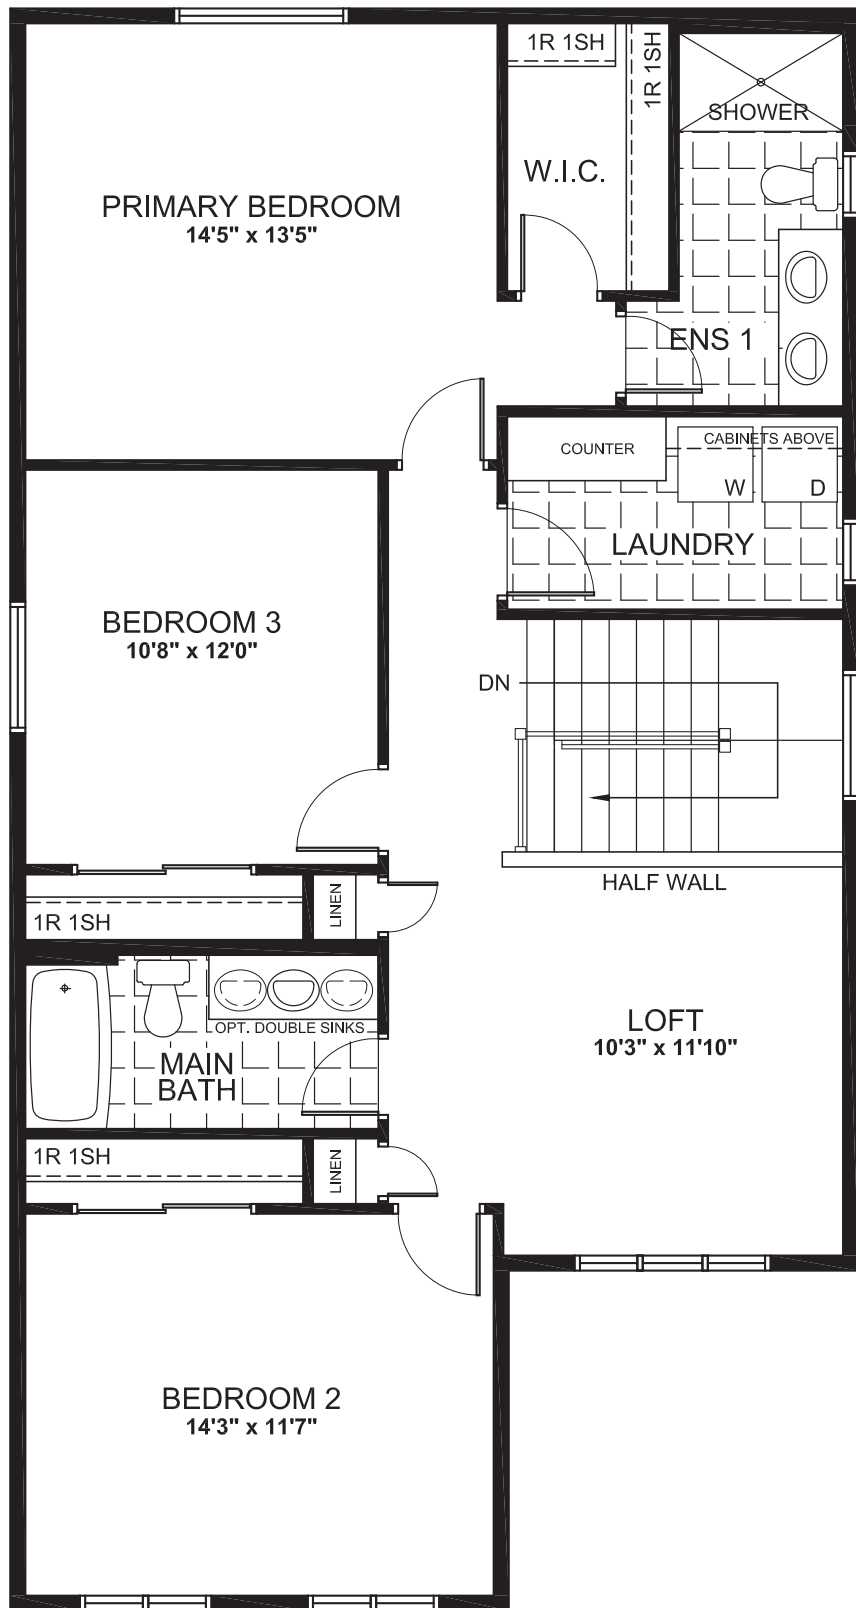 1R 1SH
1R 1SH
SHOWER
W.I.C.
PRIMARY BEDROOM
14'5" x 13'5"
ENS 1
COUNTER
CABINETS ABOVE
W
D
LAUNDRY
BEDROOM 3
10'8" x 12'0"
DN
HALF WALL
1R 1SH
LINEN
OPT. DOUBLE SINKS
MAIN
BATH
LOFT
10'3" x 11'10"
1R 1SH
LINEN
BEDROOM 2
14'3" x 11'7"